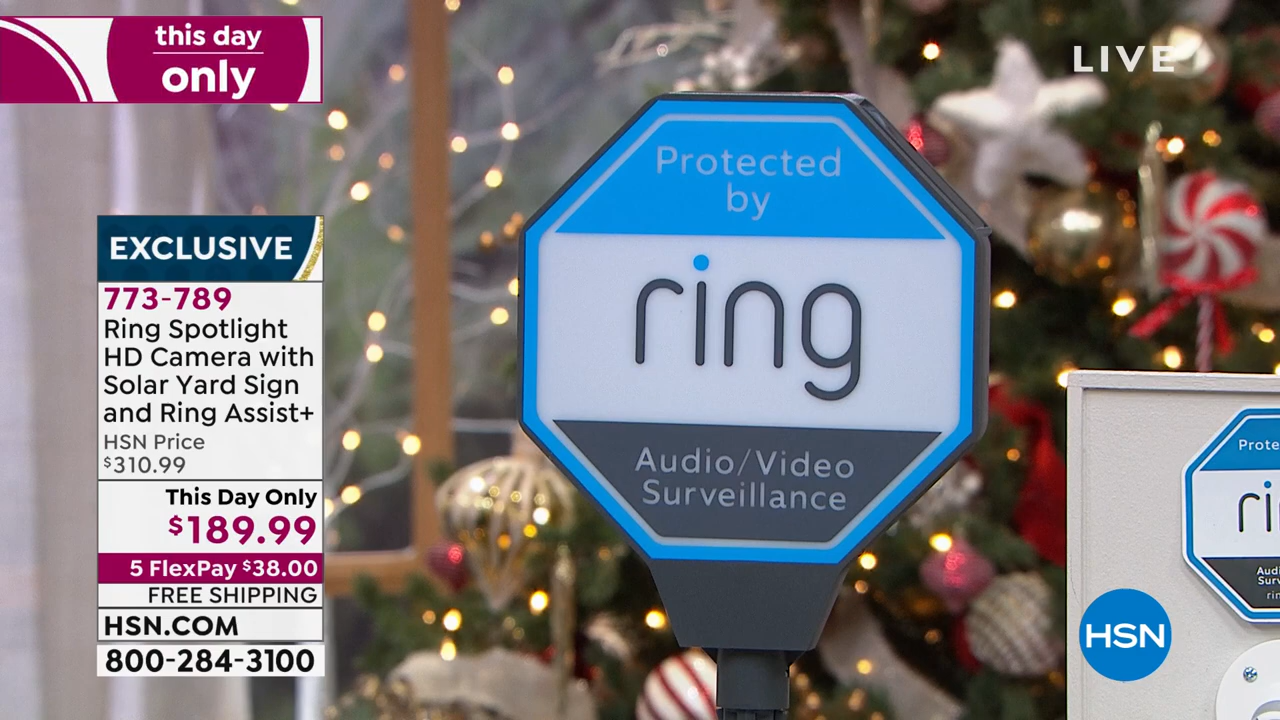 this day
only
LIVE
EXCLUSIVE
773-789
Ring Spotlight
HD Camera with
Solar Yard Sign
and Ring Assist+
HSN Price
$310.99
This Day Only
$189.99
5 FlexPay $38.00
FREE SHIPPING
HSN.COM
800-284-3100
Protected
by
ring
Audio/Video
Surveillance
HSN